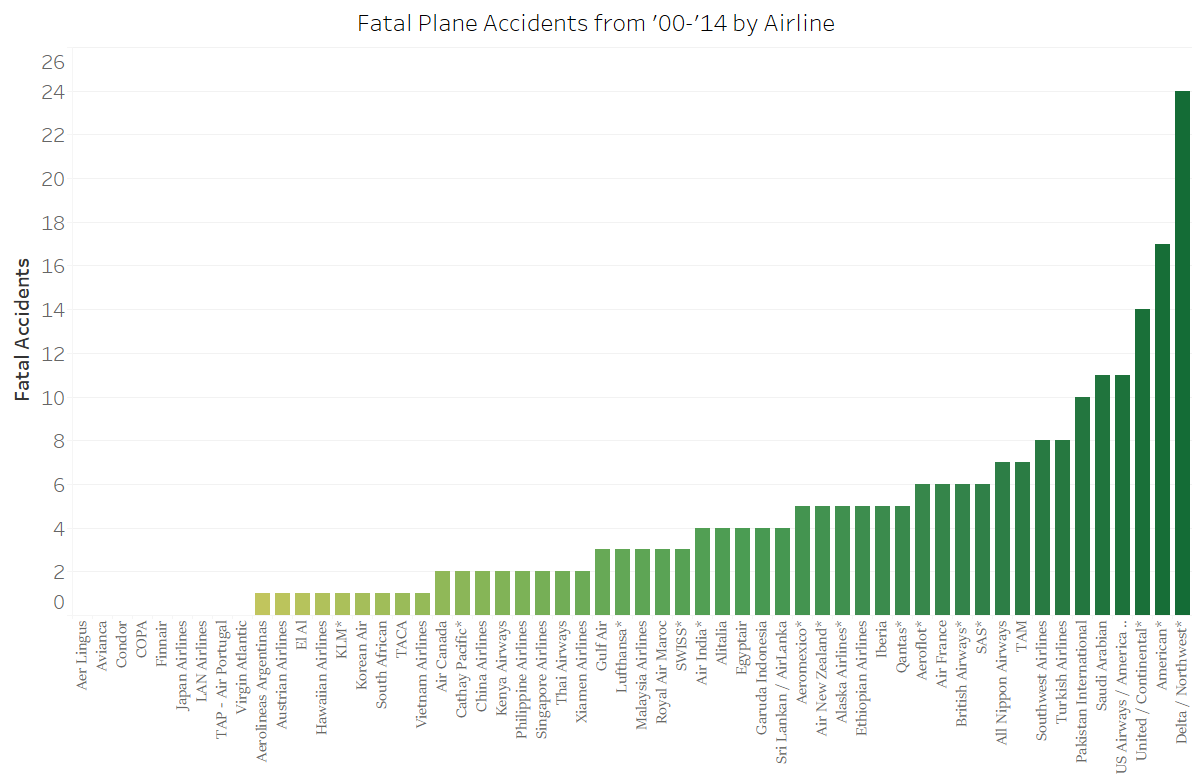 Fatal Plane Accidents from '00-'14 by Airline
26
24
22
20
18
16
14
12
10
8
6
4
2
0
Fatal Accidents
Aer Lingus
Avianca
Condor
COPA
Finnair
Japan Airlines
LAN Airlines
TAP - Air Portugal
Virgin Atlantic
Aerolineas Argentinas
Austrian Airlines
El Al
Hawaiian Airlines
KLM*
Korean Air
South African
TACA
Vietnam Airlines
Air Canada
Cathay Pacific*
China Airlines
Kenya Airways
Philippine Airlines
Singapore Airlines
Thai Airways
Xiamen Airlines
Gulf Air
Lufthansa*
Malaysia Airlines
Royal Air Maroc
SWISS*
Air India*
Alitalia
Egyptair
Garuda Indonesia
Sri Lankan / AirLanka
Aeromexico*
Air New Zealand*
Alaska Airlines*
Ethiopian Airlines
Iberia
Qantas*
Aeroflot*
Air France
British Airways*
SAS*
All Nippon Airways
TAM
Southwest Airlines
Turkish Airlines
Pakistan International
Saudi Arabian
US Airways / America ..
United / Continental*
American*
Delta / Northwest*